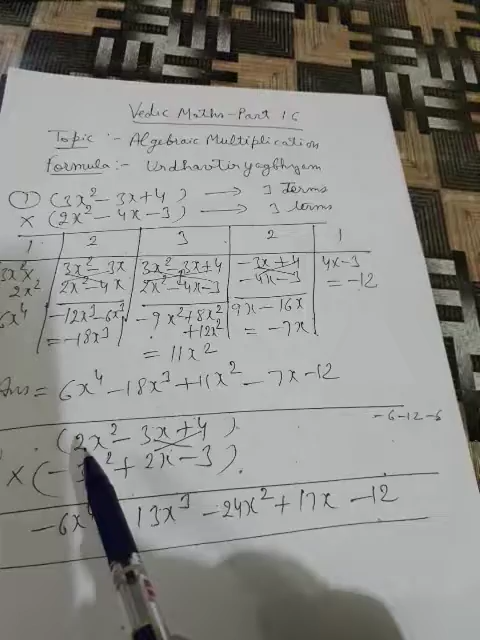 Vedic Maths-Part 16
Topic :- Algebraic Multiplication
Formula:- Urdhavtiryagbhyam
① (3x² - 3x + 4) → 3 Terms
× (2x² - 4x - 3) → 3 terms
1 2 3 2 1
3x² × 3x² - 3x 3x² - 3x + 4 - 3x + 4 4x - 3
2x² 2x² - 4x 2x² - 4x - 3 - 4x - 3 = -12
6x⁴ -12x³ - 6x³ - 9x² + 8x² 9x - 16x
= -18x³ + 12x² = - 7x
= 11x²
Ans = 6x⁴ - 18x³ + 11x² - 7x - 12
(2x² - 3x + 4) - 6 - 12 - 6
× (- x² + 2x - 3)
-6x⁴ 13x³ - 24x² + 17x - 12